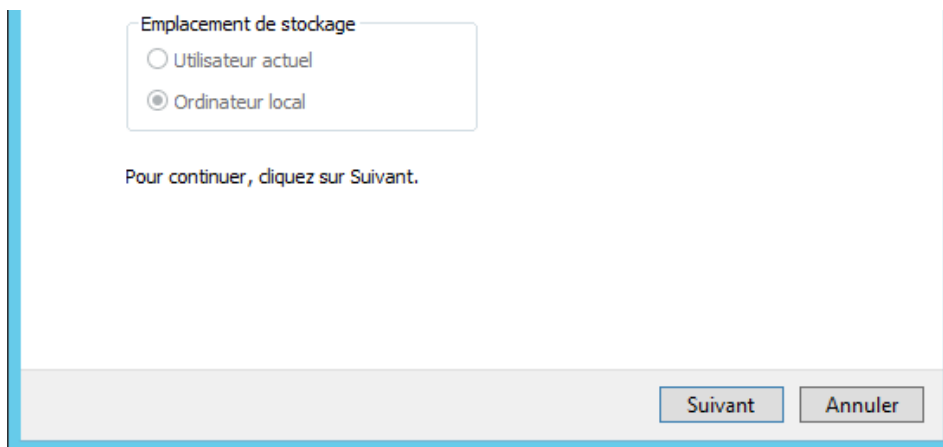 Emplacement de stockage
Utilisateur actuel
Ordinateur local
Pour continuer, cliquez sur Suivant.
Suivant Annuler